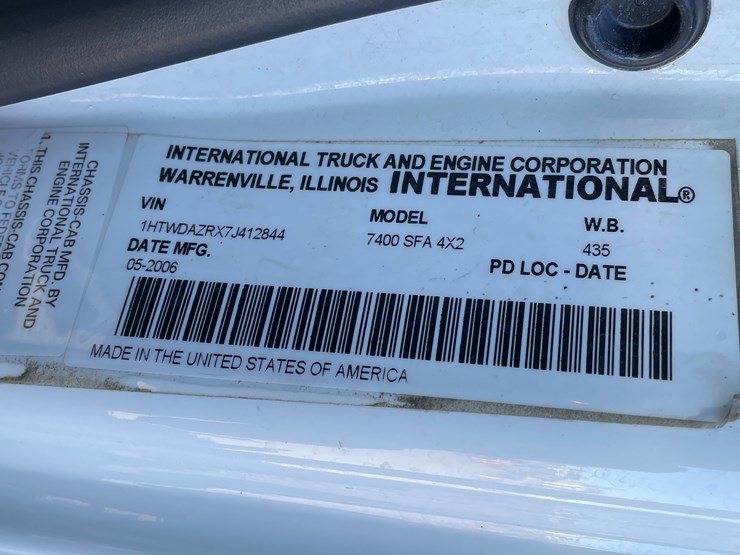 INTERNATIONAL TRUCK AND ENGINE CORPORATION
WARRENVILLE, ILLINOIS INTERNATIONAL®
VIN MODEL W.B.
1HTWDAZRX7J412844 7400 SFA 4X2 435
DATE MFG. PD LOC - DATE
05-2006
MADE IN THE UNITED STATES OF AMERICA
CHASSIS-CAB MFD. BY
INTERNATIONAL TRUCK AND
ENGINE CORPORATION
1. THIS CHASSIS-CAB